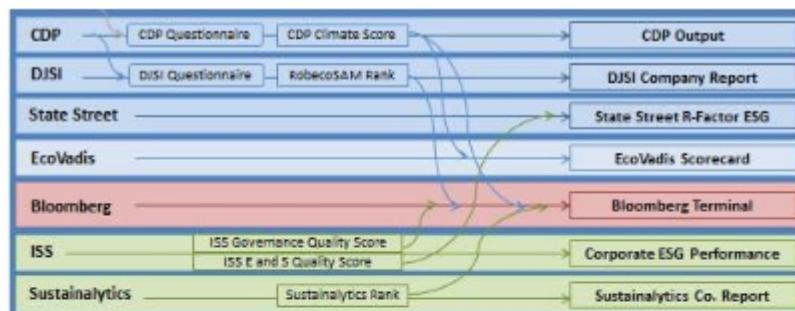 CDP CDP Questionnaire CDP Climate Score CDP Output
DJSI DJSI Questionnaire RobecoSAM Rank DJSI Company Report
State Street State Street R-Factor ESG
EcoVadis EcoVadis Scorecard
Bloomberg Bloomberg Terminal
ISS Governance Quality Score
ISS Corporate ESG Performance
ISS E and S Quality Score
Sustainalytics Sustainalytics Rank Sustainalytics Co. Report